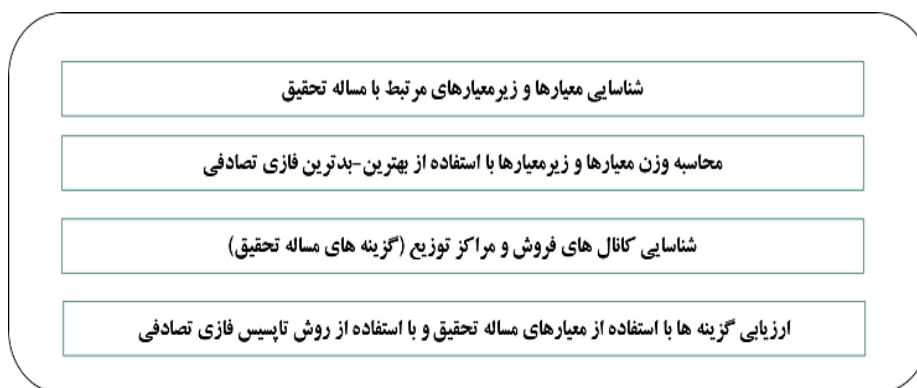 شناسایی معیارها و زیرمعیارهای مرتبط با مساله تحقیق
محاسبه وزن معیارها و زیرمعیارها با استفاده از بهترین-بدترین فازی تصادفی
شناسایی کانال های فروش و مراکز توزیع (گزینه های مساله تحقیق)
ارزیابی گزینه ها با استفاده از معیارهای مساله تحقیق و با استفاده از روش تاپسیس فازی تصادفی